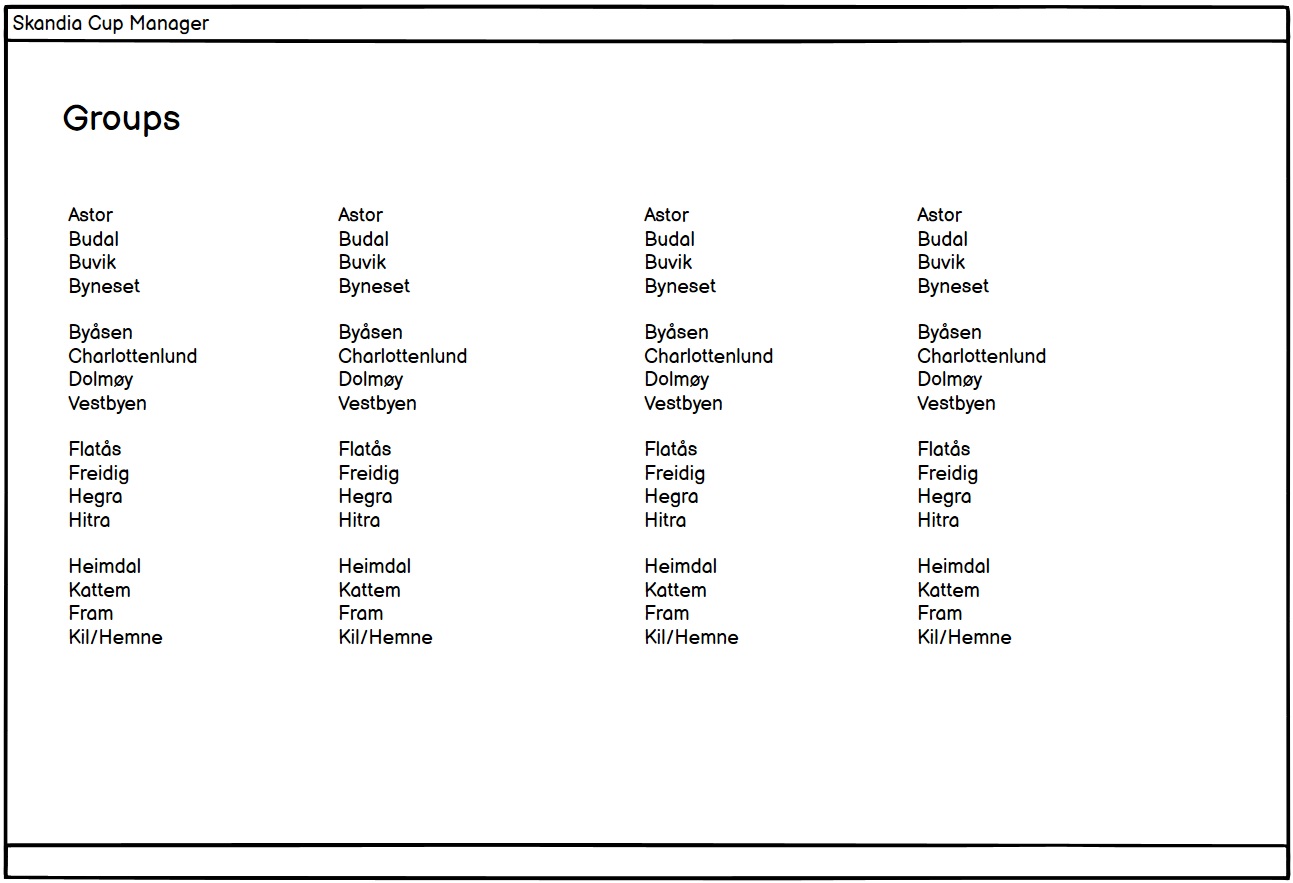 Skandia Cup Manager
Groups
Astor
Budal
Buvik
Byneset
Byåsen
Charlottenlund
Dolmøy
Vestbyen
Flatås
Freidig
Hegra
Hitra
Heimdal
Kattem
Fram
Kil/Hemne
Astor
Budal
Buvik
Byneset
Byåsen
Charlottenlund
Dolmøy
Vestbyen
Flatås
Freidig
Hegra
Hitra
Heimdal
Kattem
Fram
Kil/Hemne
Astor
Budal
Buvik
Byneset
Byåsen
Charlottenlund
Dolmøy
Vestbyen
Flatås
Freidig
Hegra
Hitra
Heimdal
Kattem
Fram
Kil/Hemne
Astor
Budal
Buvik
Byneset
Byåsen
Charlottenlund
Dolmøy
Vestbyen
Flatås
Freidig
Hegra
Hitra
Heimdal
Kattem
Fram
Kil/Hemne